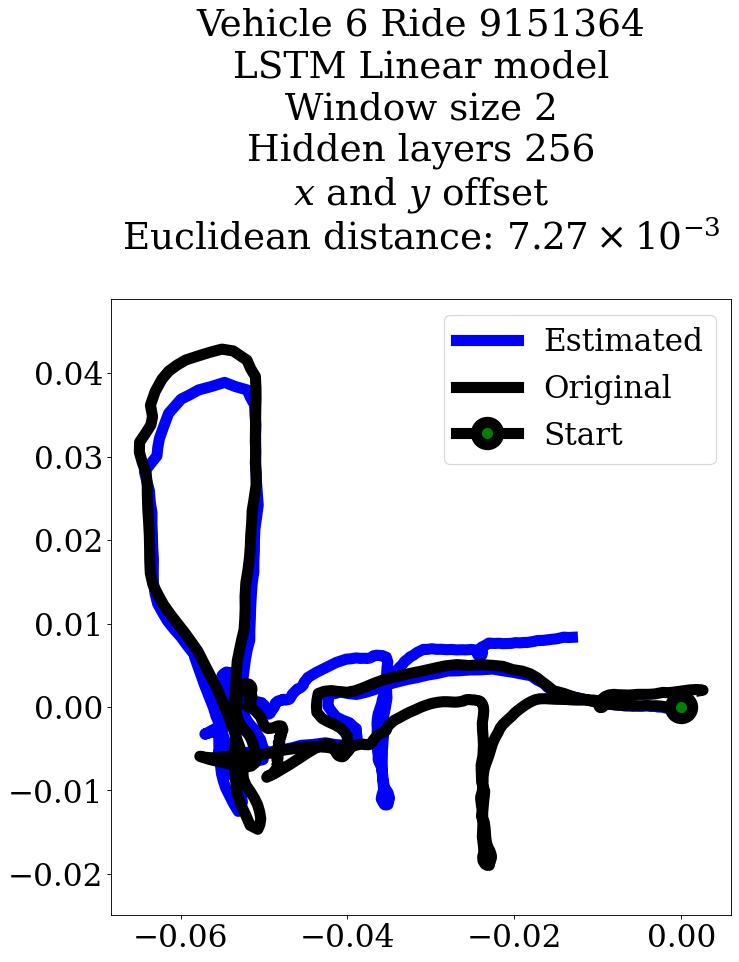 Vehicle 6 Ride 9151364
LSTM Linear model
Window size 2
Hidden layers 256
x and y offset
Euclidean distance: 7.27 × 10⁻³
Estimated
Original
Start
0.04
0.03
0.02
0.01
0.00
−0.01
−0.02
−0.06 −0.04 −0.02 0.00